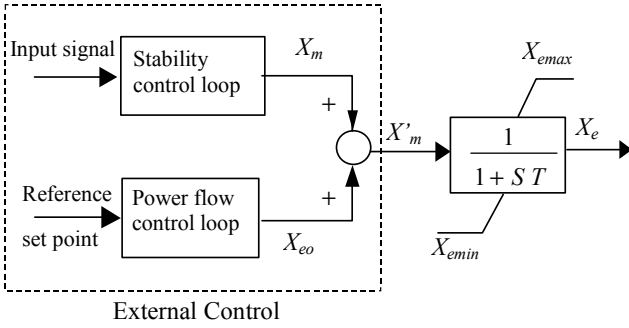 Input signal
Stability
control loop
X_m
+
X'_m
X_emax
1
1 + S T
X_e
X_emin
Reference
set point
Power flow
control loop
+
X_eo
External Control